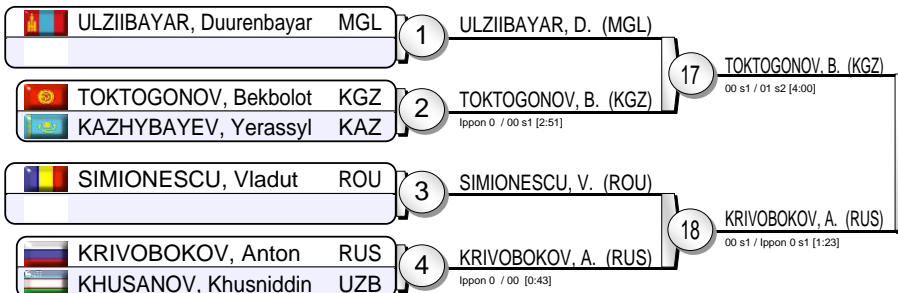 ULZIIBAYAR, Duurenbayar MGL
1
ULZIIBAYAR, D. (MGL)
17
TOKTOGONOV, B. (KGZ)
00 s1 / 01 s2 [4:00]
TOKTOGONOV, Bekbolot KGZ
2
TOKTOGONOV, B. (KGZ)
KAZHYBAYEV, Yerassyl KAZ
Ippon 0 / 00 s1 [2:51]
SIMIONESCU, Vladut ROU
3
SIMIONESCU, V. (ROU)
18
KRIVOBOKOV, A. (RUS)
00 s1 / Ippon 0 s1 [1:23]
KRIVOBOKOV, Anton RUS
4
KRIVOBOKOV, A. (RUS)
KHUSANOV, Khusniddin UZB
Ippon 0 / 00 [0:43]